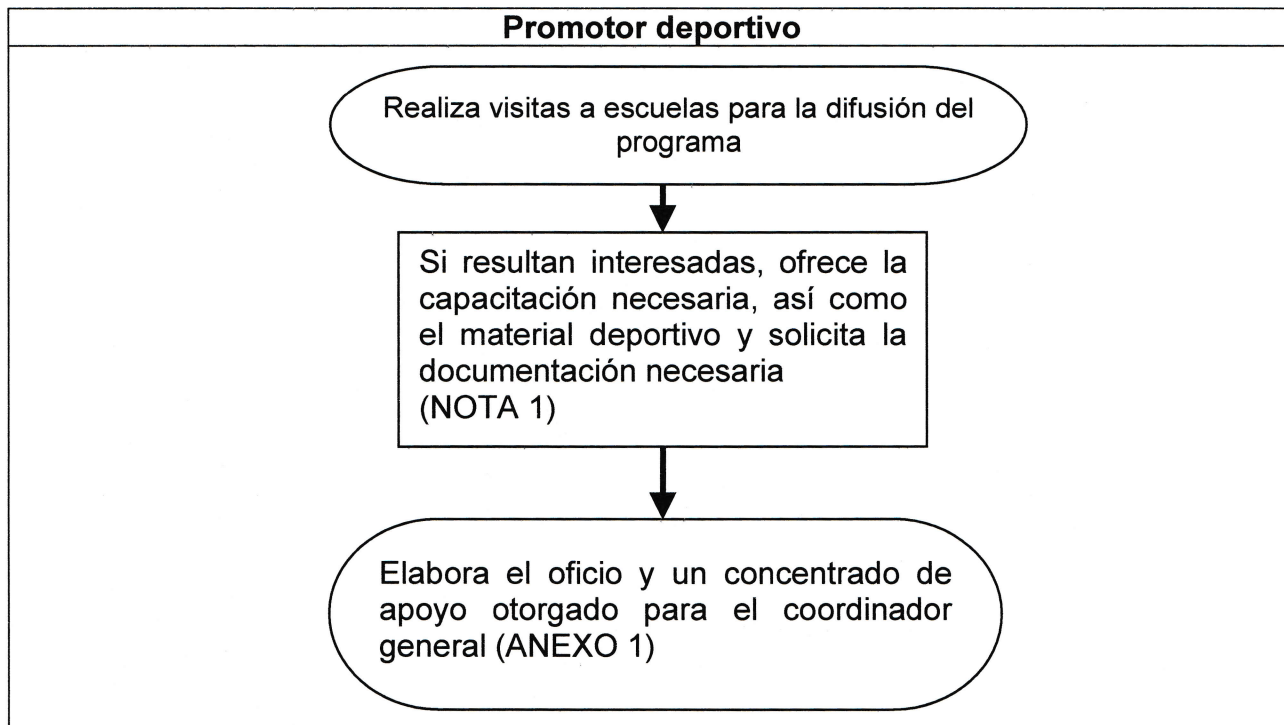 Promotor deportivo
Realiza visitas a escuelas para la difusión del
programa
Si resultan interesadas, ofrece la
capacitación necesaria, así como
el material deportivo y solicita la
documentación necesaria
(NOTA 1)
Elabora el oficio y un concentrado de
apoyo otorgado para el coordinador
general (ANEXO 1)